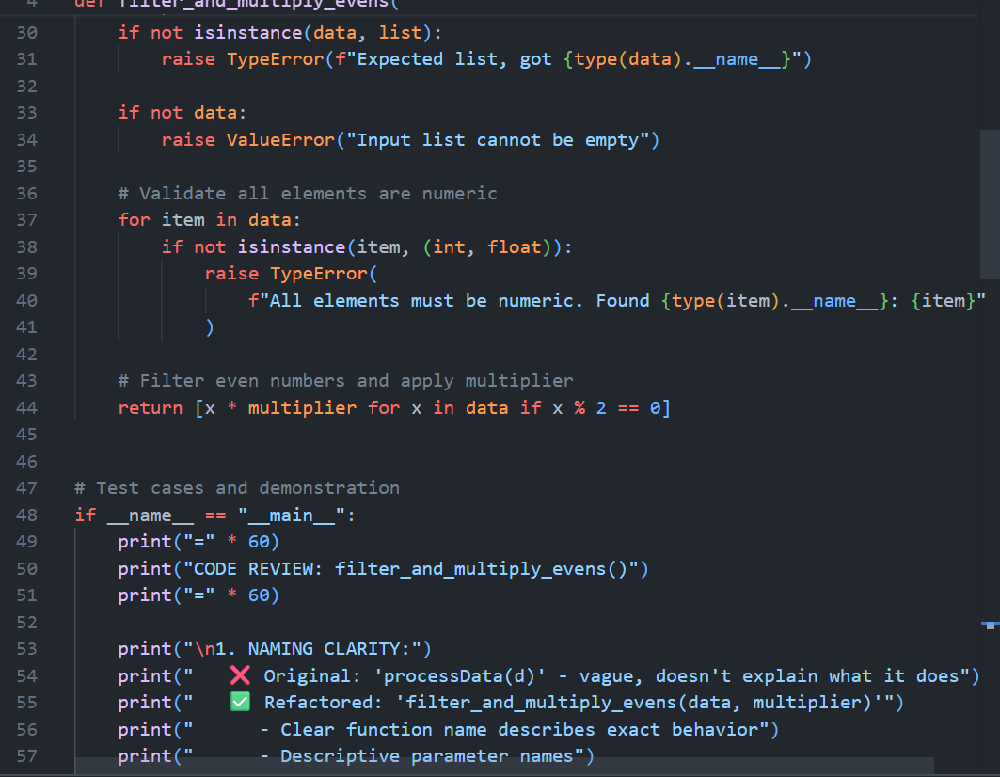 4 def filter_and_multiply_evens(
30 if not isinstance(data, list):
31 raise TypeError(f"Expected list, got {type(data).__name__}")
32
33 if not data:
34 raise ValueError("Input list cannot be empty")
35
36 # Validate all elements are numeric
37 for item in data:
38 if not isinstance(item, (int, float)):
39 raise TypeError(
40 f"All elements must be numeric. Found {type(item).__name__}: {item}"
41 )
42
43 # Filter even numbers and apply multiplier
44 return [x * multiplier for x in data if x % 2 == 0]
45
46
47 # Test cases and demonstration
48 if __name__ == "__main__":
49 print("=" * 60)
50 print("CODE REVIEW: filter_and_multiply_evens()")
51 print("=" * 60)
52
53 print("\n1. NAMING CLARITY:")
54 print("   ❌ Original: 'processData(d)' - vague, doesn't explain what it does")
55 print("   ✅ Refactored: 'filter_and_multiply_evens(data, multiplier)'")
56 print("      - Clear function name describes exact behavior")
57 print("      - Descriptive parameter names")